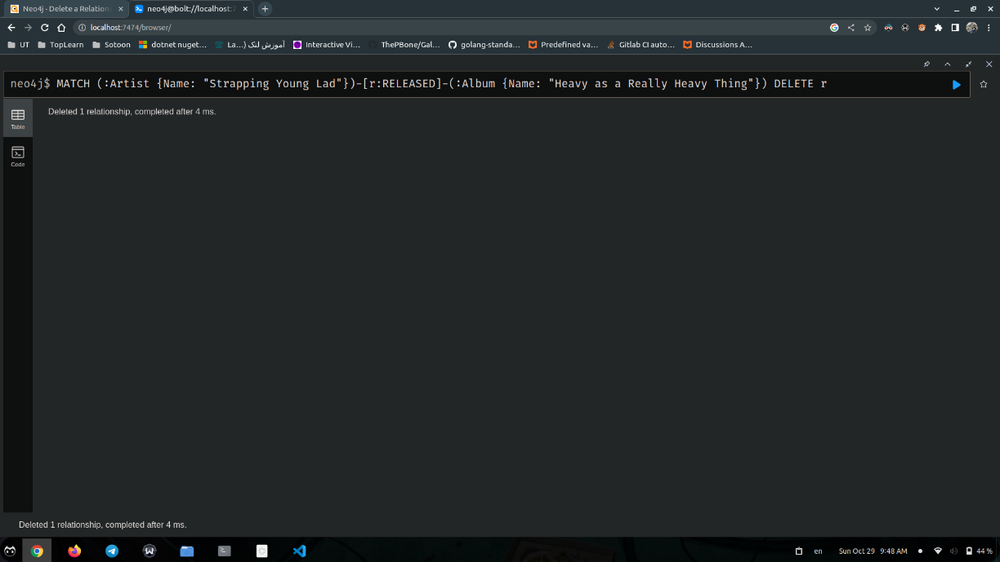 Neo4j - Delete a Relations
neo4j@bolt://localhost:7
localhost:7474/browser/
UT
TopLearn
Sotoon
dotnet nuget...
آموزش لنک (...La
Interactive Vi...
ThePBone/Gal...
golang-standa...
Predefined va...
Gitlab CI auto...
Discussions A...
neo4j$ MATCH (:Artist {Name: "Strapping Young Lad"})-[r:RELEASED]-(:Album {Name: "Heavy as a Really Heavy Thing"}) DELETE r
Table
Deleted 1 relationship, completed after 4 ms.
Code
Deleted 1 relationship, completed after 4 ms.
en
Sun Oct 29 9:48 AM
44 %